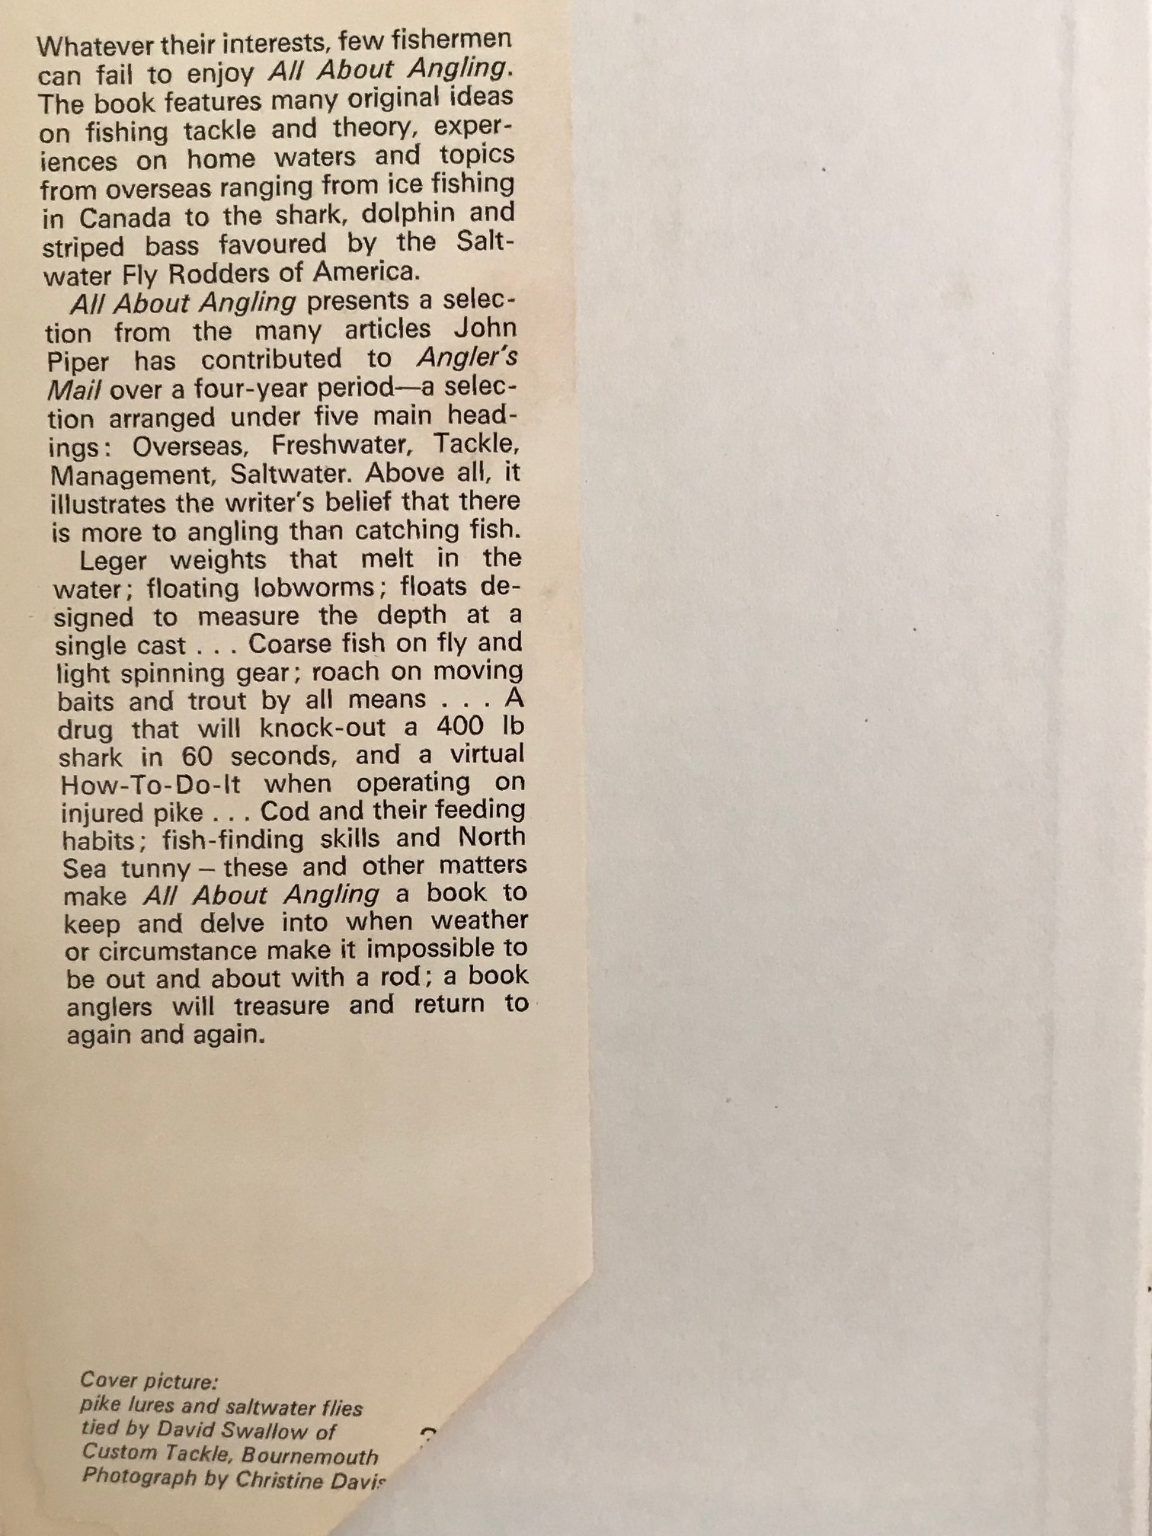 Whatever their interests, few fishermen
can fail to enjoy All About Angling.
The book features many original ideas
on fishing tackle and theory, exper-
iences on home waters and topics
from overseas ranging from ice fishing
in Canada to the shark, dolphin and
striped bass favoured by the Salt-
water Fly Rodders of America.
All About Angling presents a selec-
tion from the many articles John
Piper has contributed to Angler's
Mail over a four-year period—a selec-
tion arranged under five main head-
ings: Overseas, Freshwater, Tackle,
Management, Saltwater. Above all, it
illustrates the writer's belief that there
is more to angling than catching fish.
Leger weights that melt in the
water; floating lobworms; floats de-
signed to measure the depth at a
single cast . . . Coarse fish on fly and
light spinning gear; roach on moving
baits and trout by all means . . . A
drug that will knock-out a 400 lb
shark in 60 seconds, and a virtual
How-To-Do-It when operating on
injured pike . . . Cod and their feeding
habits; fish-finding skills and North
Sea tunny – these and other matters
make All About Angling a book to
keep and delve into when weather
or circumstance make it impossible to
be out and about with a rod; a book
anglers will treasure and return to
again and again.
Cover picture:
pike lures and saltwater flies
tied by David Swallow of
Custom Tackle, Bournemouth
Photograph by Christine Davis